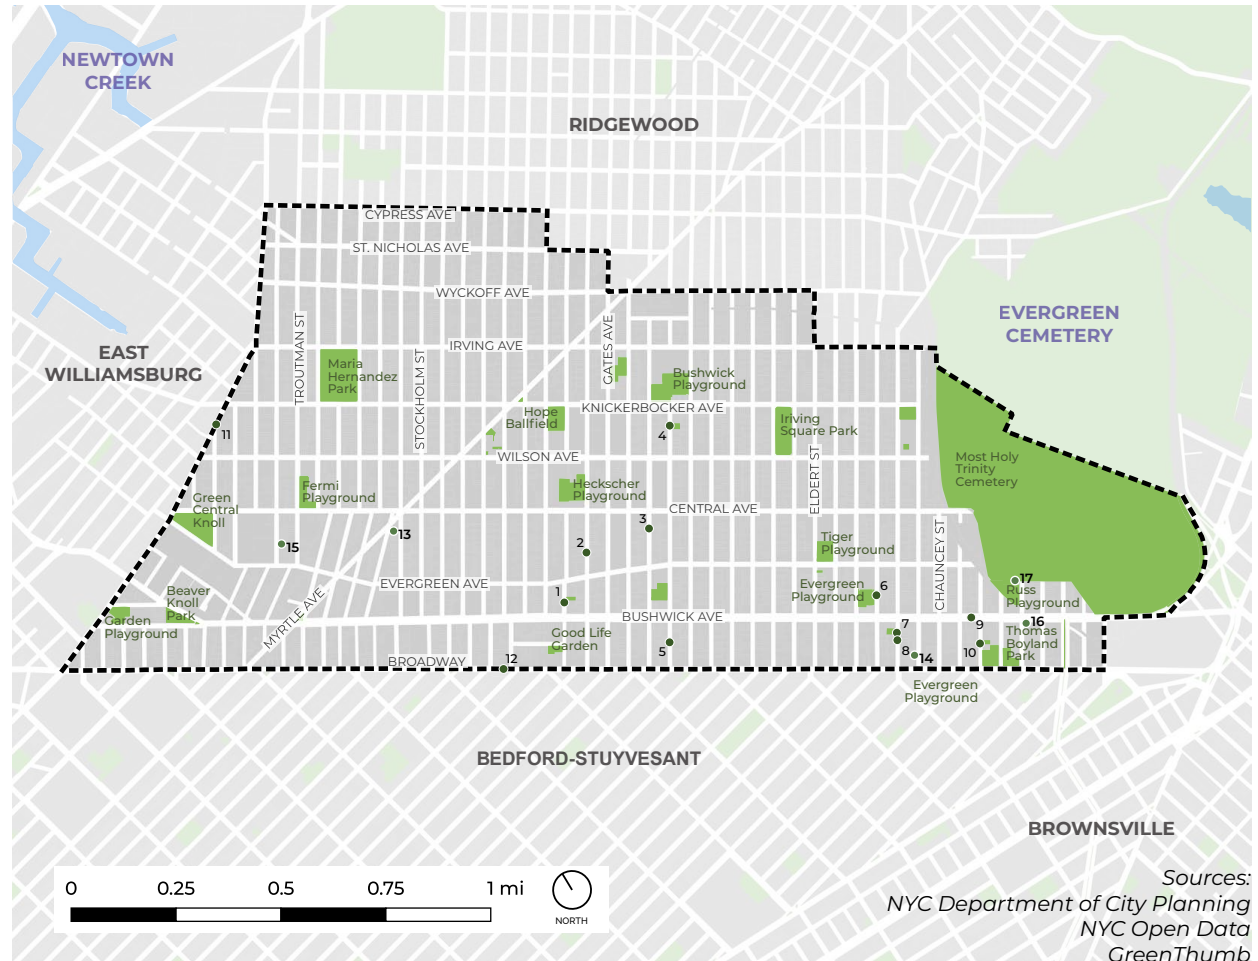 NEWTOWN
CREEK
RIDGEWOOD
CYPRESS AVE
ST. NICHOLAS AVE
WYCKOFF AVE
EVERGREEN
CEMETERY
TROUTMAN ST
IRVING AVE
GATES AVE
EAST
WILLIAMSBURG
STOCKHOLM ST
Maria
Hernandez
Park
Bushwick
Playground
KNICKERBOCKER AVE
Hope
Ballfield
Iriving
Square Park
11
4
WILSON AVE
ELDERT ST
Most Holy
Trinity
Cemetery
Fermi
Playground
Heckscher
Playground
Green
Central
Knoll
CENTRAL AVE
3
13
15
2
CHAUNCEY ST
Tiger
Playground
EVERGREEN AVE
Evergreen
Playground
6
17
Russ
Playground
1
Beaver
Knoll
Park
Garden
Playground
MYRTLE AVE
BUSHWICK AVE
7
9
16
Thomas
Boyland
Park
Good Life
Garden
5
8
14
10
BROADWAY
12
Evergreen
Playground
BEDFORD-STUYVESANT
BROWNSVILLE
0
0.25
0.5
0.75
1 mi
NORTH
Sources:
NYC Department of City Planning
NYC Open Data
GreenThumb